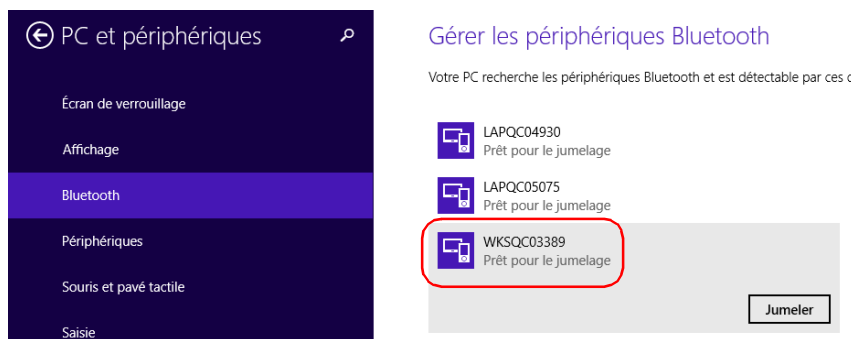 PC et périphériques
Écran de verrouillage
Affichage
Bluetooth
Périphériques
Souris et pavé tactile
Saisie
Gérer les périphériques Bluetooth
Votre PC recherche les périphériques Bluetooth et est détectable par ces
LAPQC04930
Prêt pour le jumelage
LAPQC05075
Prêt pour le jumelage
WKSQC03389
Prêt pour le jumelage
Jumeler